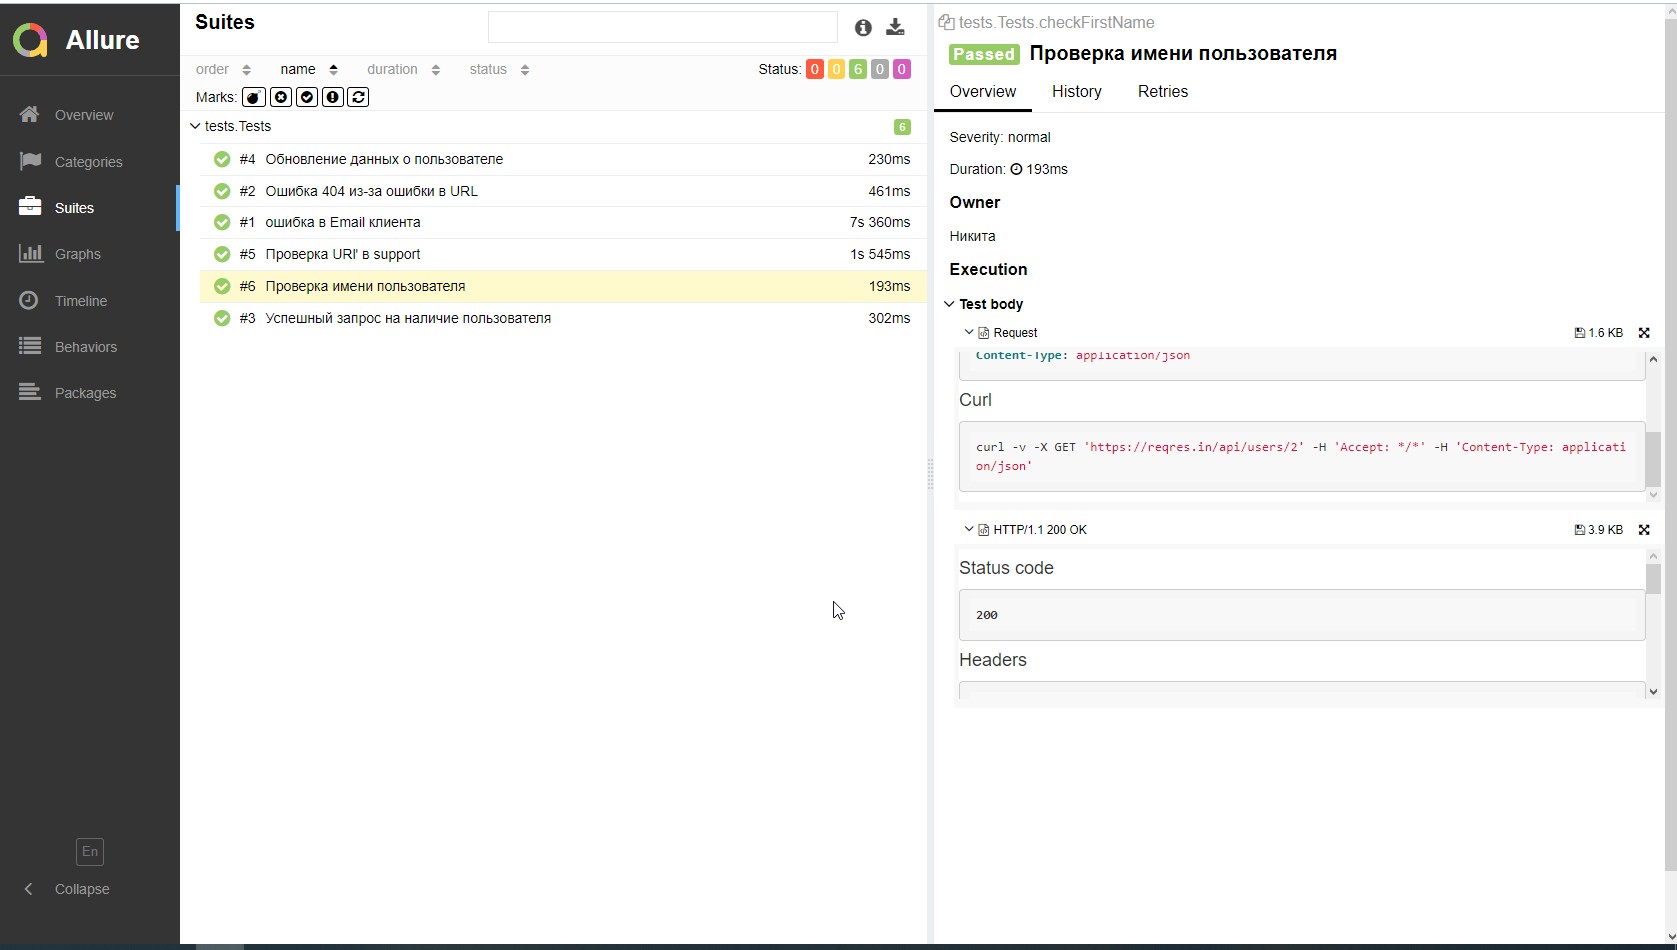 Allure
Overview
Categories
Suites
Graphs
Timeline
Behaviors
Packages
En
Collapse
Suites
order name duration status Status: 0 0 6 0 0
Marks:
tests.Tests 6
#4 Обновление данных о пользователе 230ms
#2 Ошибка 404 из-за ошибки в URL 461ms
#1 ошибка в Email клиента 7s 360ms
#5 Проверка URl' в support 1s 545ms
#6 Проверка имени пользователя 193ms
#3 Успешный запрос на наличие пользователя 302ms
tests.Tests.checkFirstName
Passed Проверка имени пользователя
Overview History Retries
Severity: normal
Duration: 193ms
Owner
Никита
Execution
Test body
Request 1.6 KB
Content-Type: application/json
Curl
curl -v -X GET 'https://reqres.in/api/users/2' -H 'Accept: */*' -H 'Content-Type: applicati
on/json'
HTTP/1.1 200 OK 3.9 KB
Status code
200
Headers